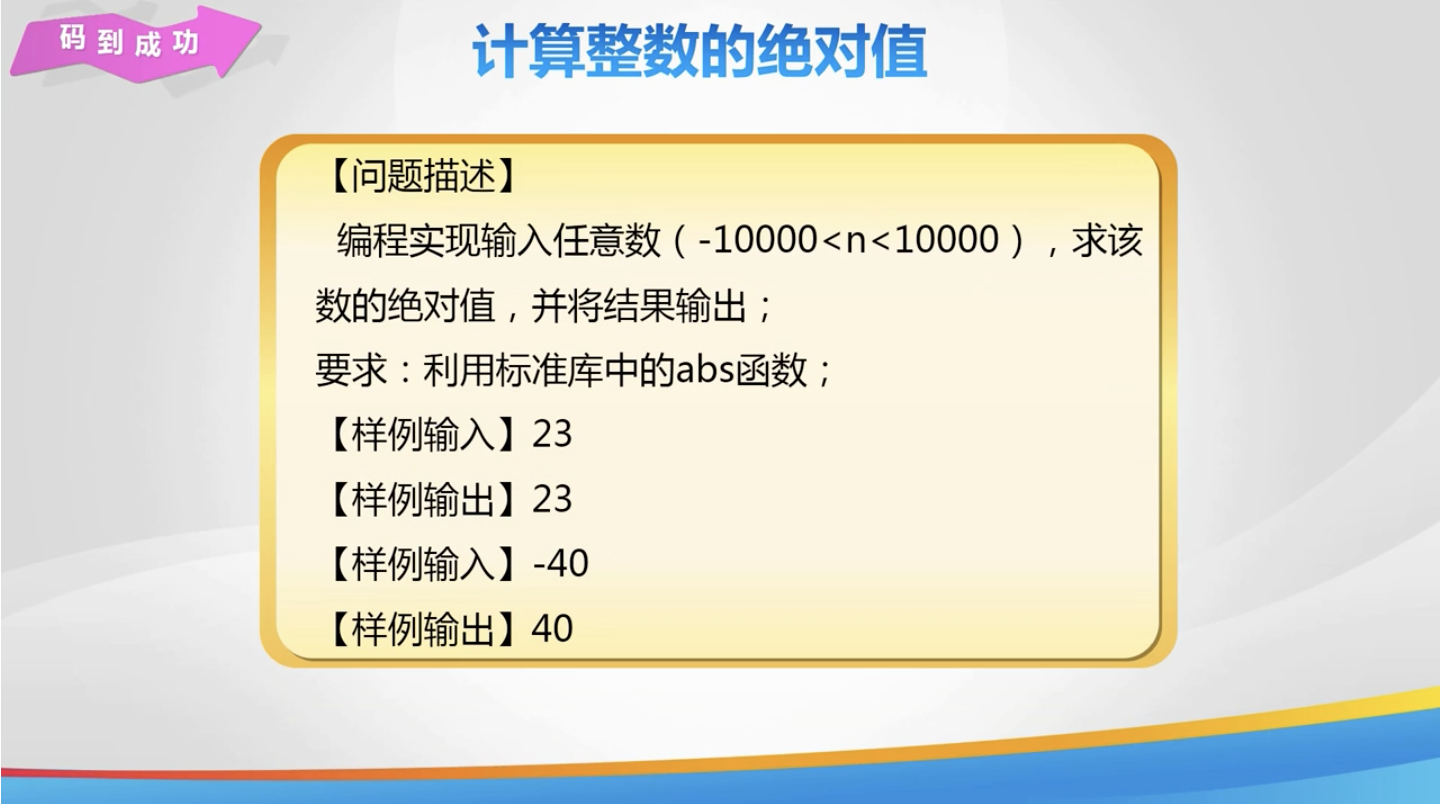 码到成功
计算整数的绝对值
【问题描述】
编程实现输入任意数（-10000<n<10000），求该
数的绝对值，并将结果输出；
要求：利用标准库中的abs函数；
【样例输入】23
【样例输出】23
【样例输入】-40
【样例输出】40